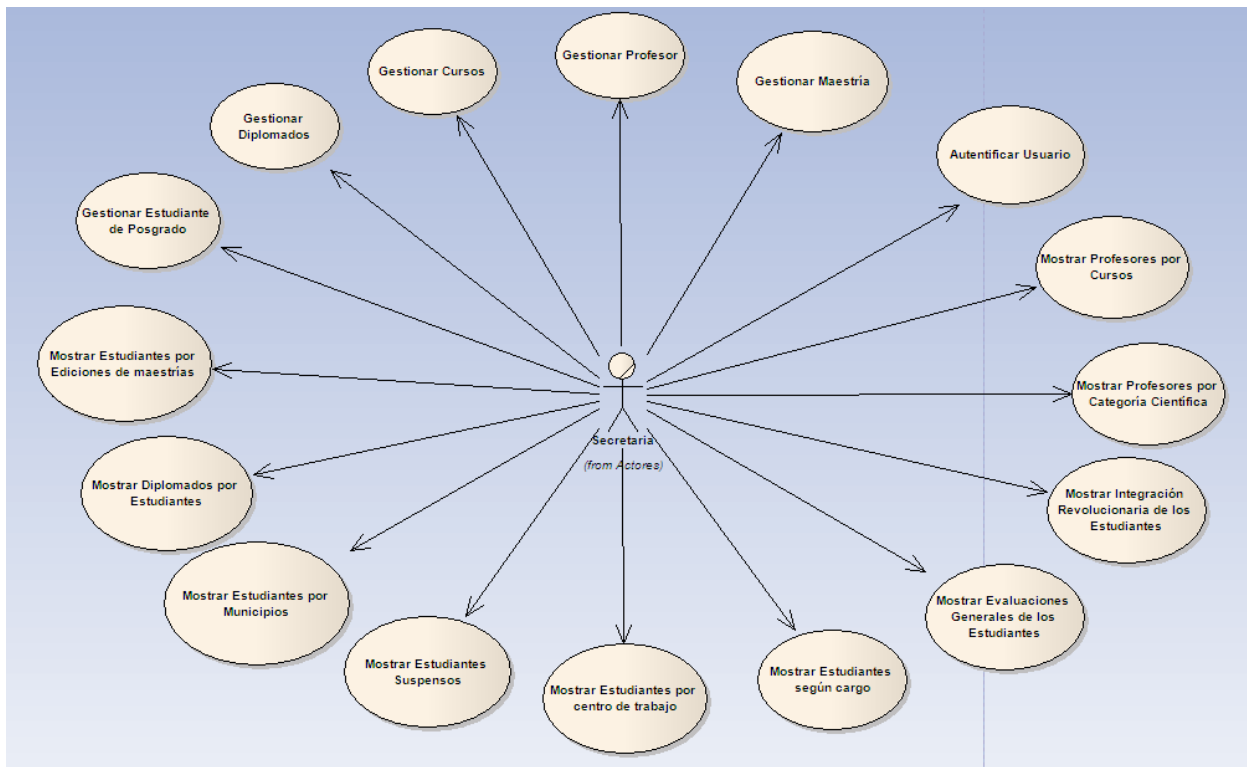 Gestionar Profesor
Gestionar Cursos
Gestionar Maestría
Gestionar
Diplomados
Autentificar Usuario
Gestionar Estudiante
de Posgrado
Mostrar Profesores por
Cursos
Mostrar Estudiantes por
Ediciones de maestrías
Mostrar Profesores por
Categoría Científica
Secretaria
(from Actores)
Mostrar Diplomados por
Estudiantes
Mostrar Integración
Revolucionaria de los
Estudiantes
Mostrar Estudiantes por
Municipios
Mostrar Evaluaciones
Generales de los
Estudiantes
Mostrar Estudiantes
Suspensos
Mostrar Estudiantes por
centro de trabajo
Mostrar Estudiantes
según cargo